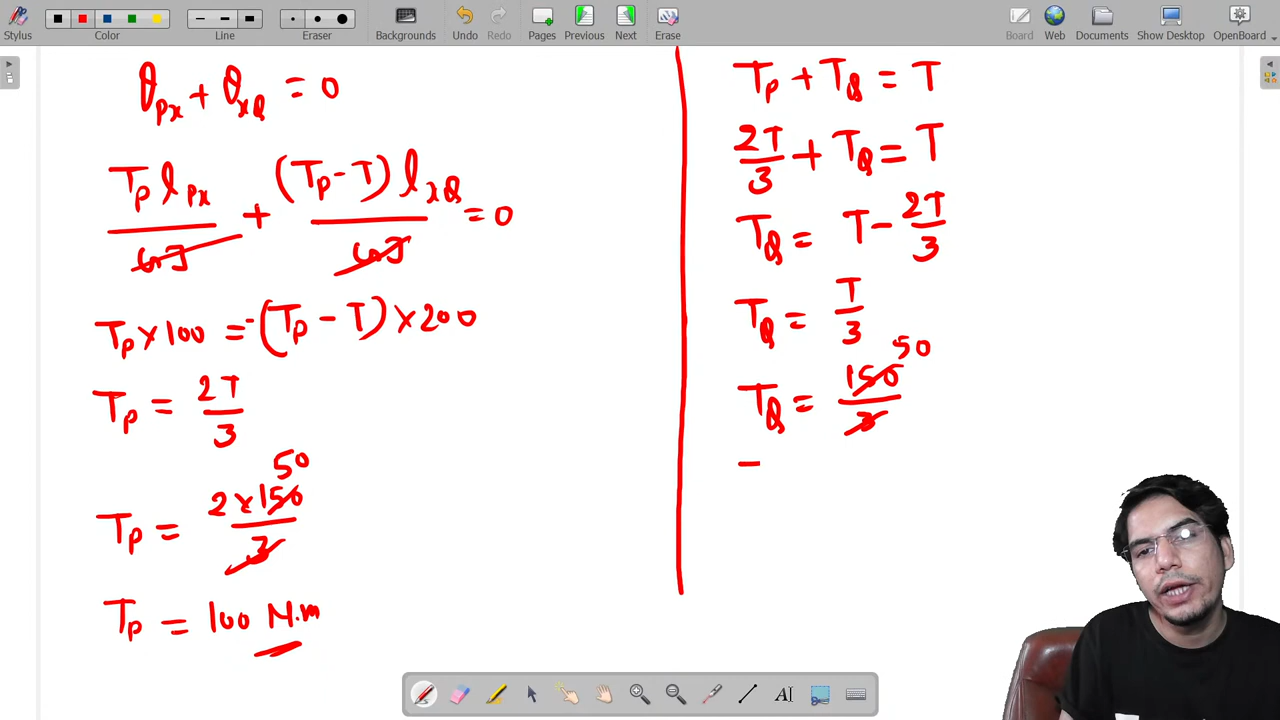 Stylus Color Line Eraser Backgrounds Undo Redo Pages Previous Next Erase Board Web Documents Show Desktop OpenBoard
θpx + θxQ = 0
Tp lpx / GJ + (Tp - T) lxQ / GJ = 0
Tp × 100 = -(Tp - T) × 200
Tp = 2T / 3
50
Tp = 2 × 150 / 3
Tp = 100 N.m
Tp + TQ = T
2T / 3 + TQ = T
TQ = T - 2T / 3
TQ = T / 3
50
TQ = 150 / 3
AI